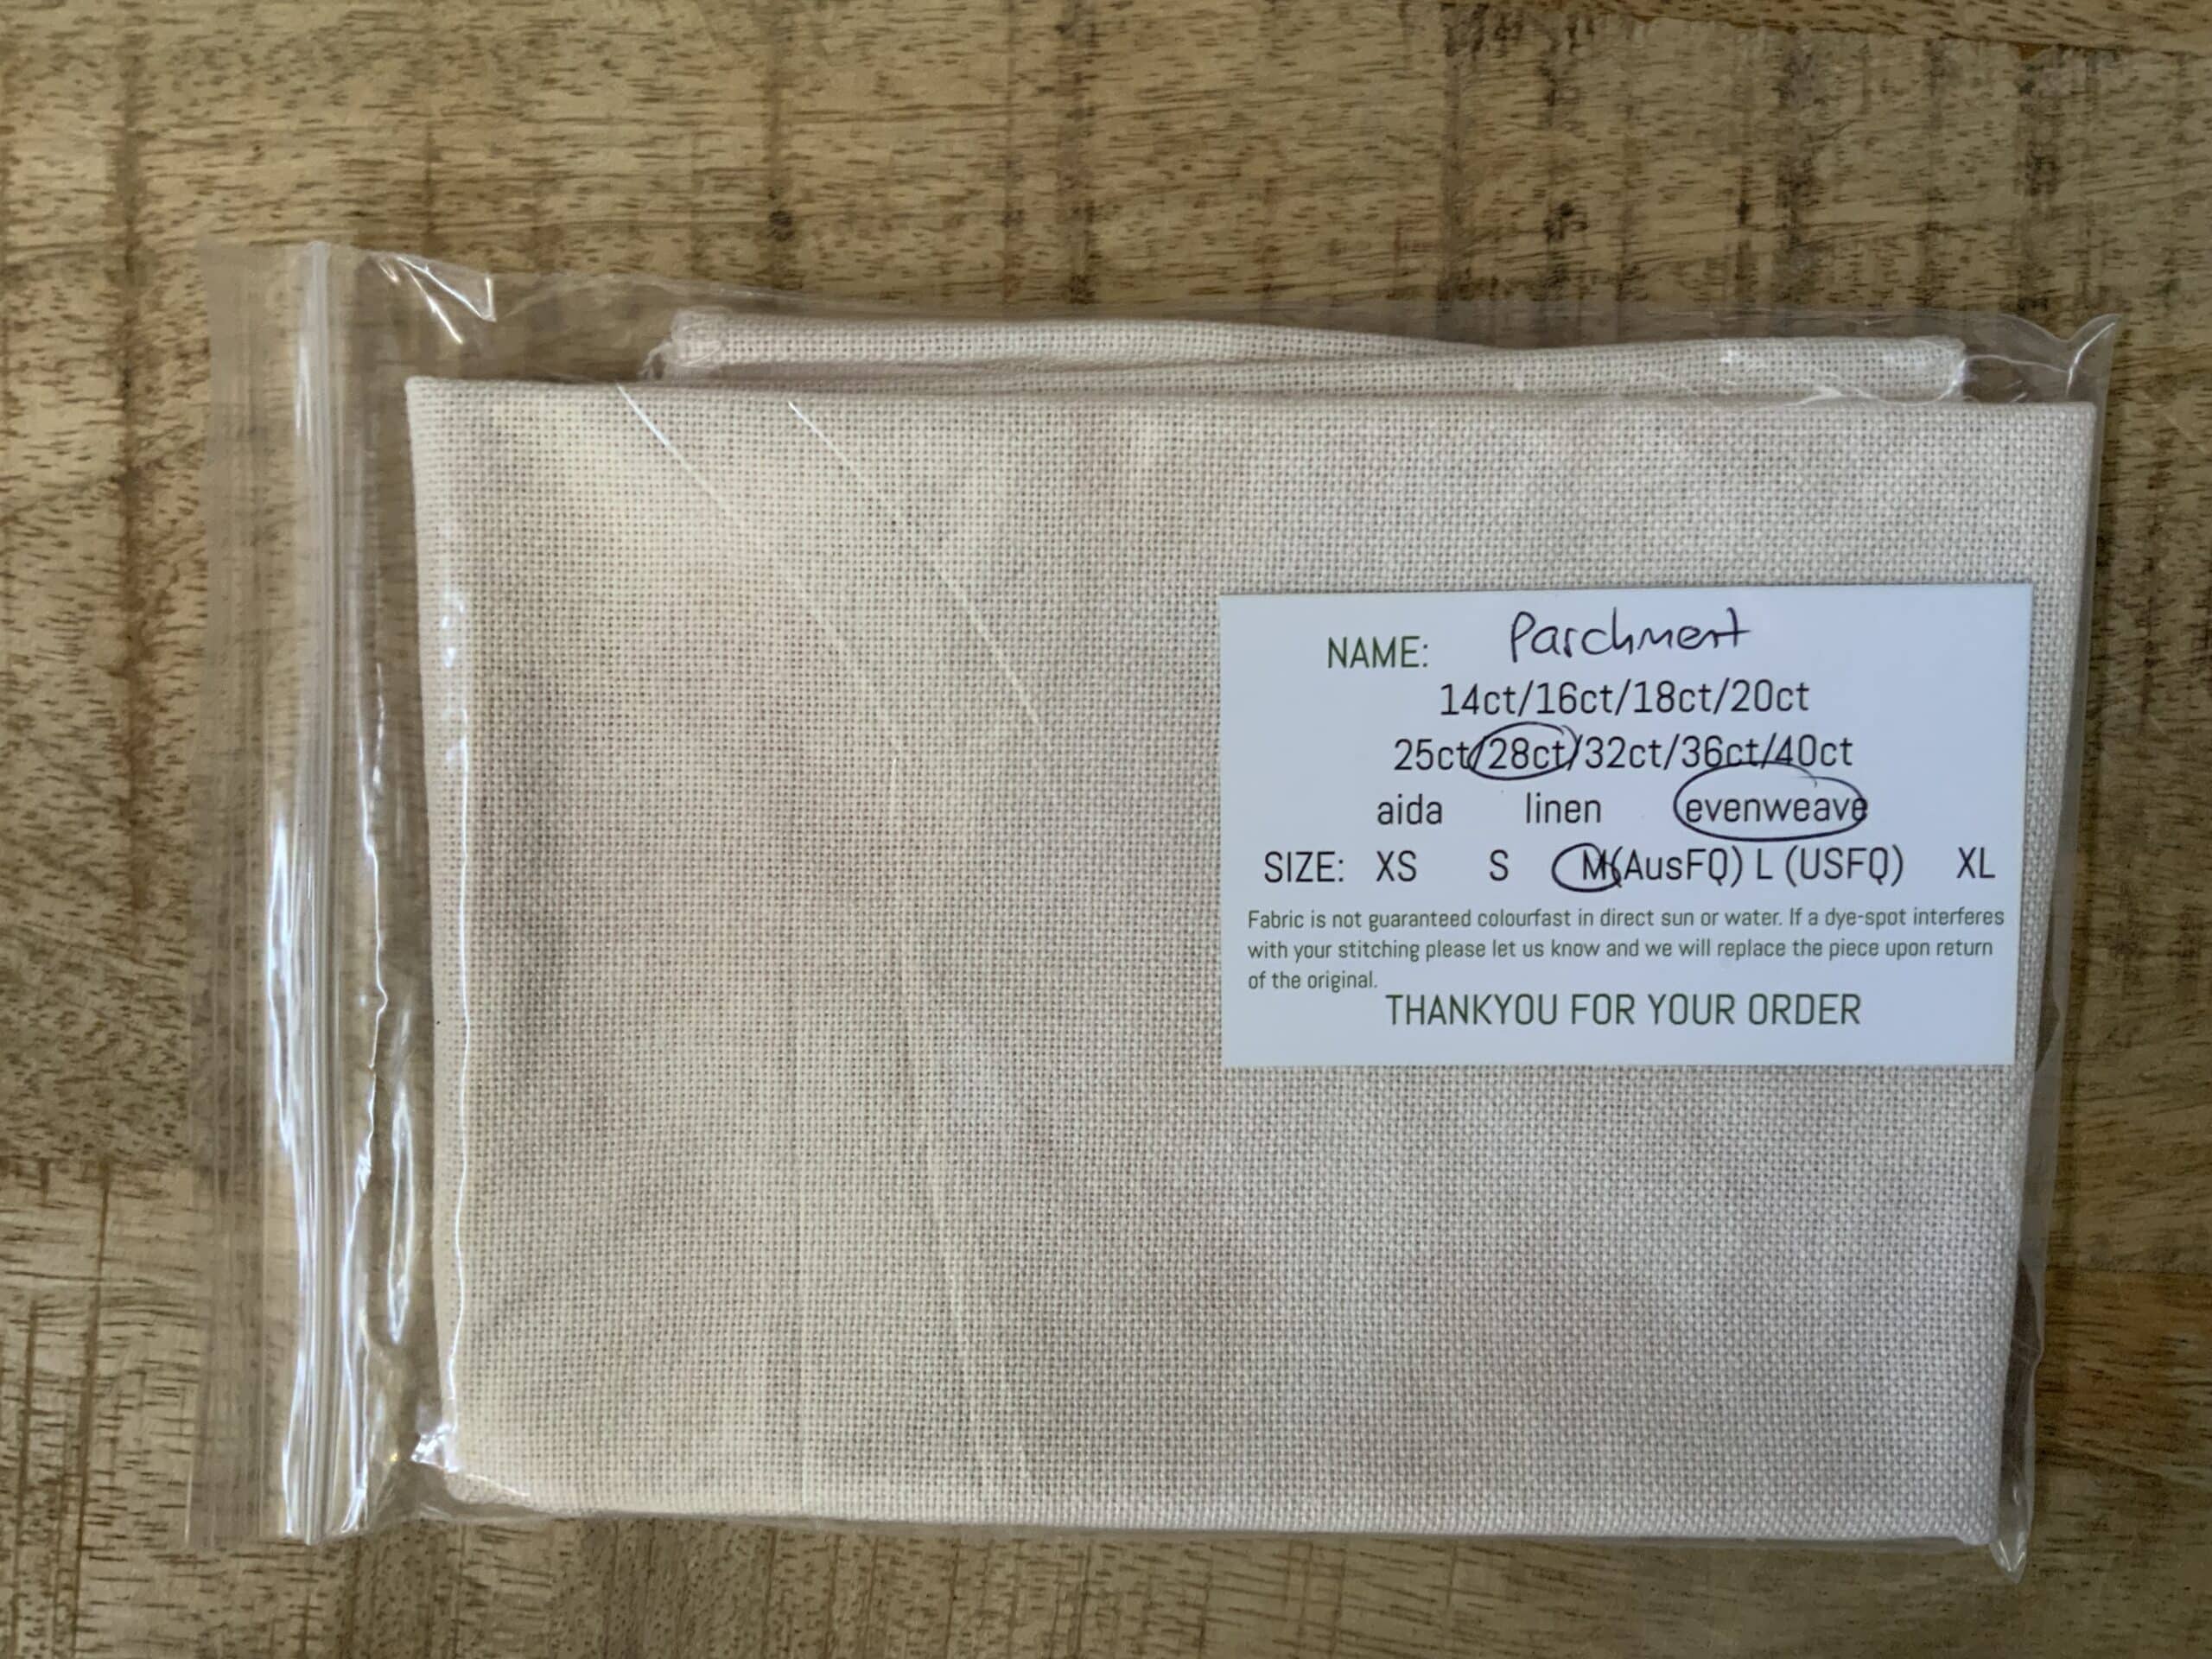 NAME: Parchment
14ct/16ct/18ct/20ct
25ct/28ct/32ct/36ct/40ct
aida linen evenweave
SIZE: XS S M(AusFQ) L (USFQ) XL
Fabric is not guaranteed colourfast in direct sun or water. If a dye-spot interferes
with your stitching please let us know and we will replace the piece upon return
of the original.
THANKYOU FOR YOUR ORDER